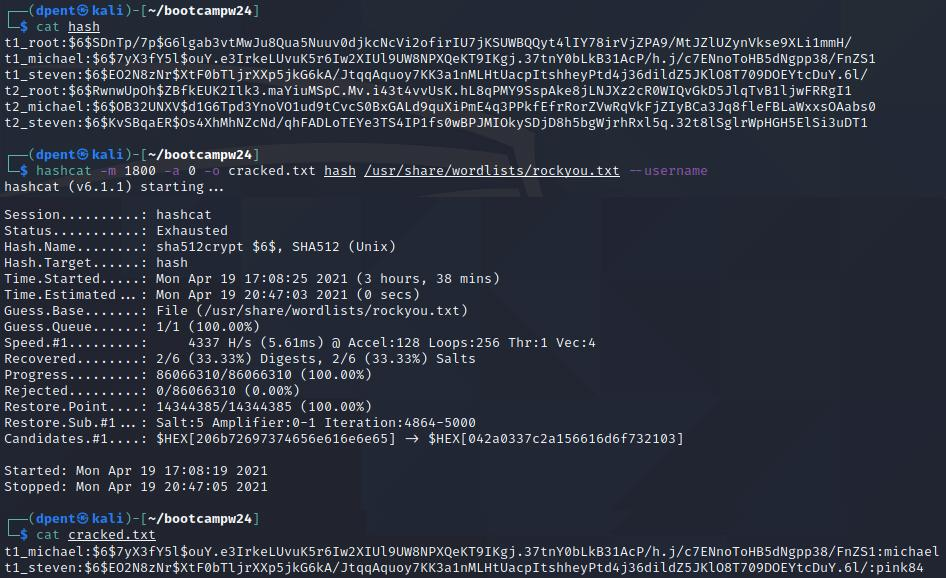 ┌──(dpent㉿kali)-[~/bootcampw24]
└─$ cat hash
t1_root:$6$SDnTp/7p$G6lgab3vtMwJu8Qua5Nuuv0djkcNcVi2ofirIU7jKSUWBQQyt4lIY78irVjZPA9/MtJZlUZynVkse9XLi1mmH/
t1_michael:$6$7yX3fY5l$ouY.e3IrkeLUvuK5r6Iw2XIUl9UW8NPXQeKT9IKgj.37tnY0bLkB31AcP/h.j/c7ENnoToHB5dNgpp38/FnZS1
t1_steven:$6$EO2N8zNr$XtF0bTljrXXp5jkG6kA/JtqqAquoy7KK3a1nMLHtUacpItshheyPtd4j36dildZ5JKlO8T709DOEYtcDuY.6l/
t2_root:$6$RwnwUpOh$ZBfkEUK2Ilk3.maYiuMSpC.Mv.i43t4vvUsK.hL8qPMY9SspAke8jLNJXz2cR0WIQvGkD5JlqTvB1ljwFRRgI1
t2_michael:$6$OB32UNXV$d1G6Tpd3YnoVO1ud9tCvcS0BxGALd9quXiPmE4q3PPkfEfrRorZVwRqVkFjZIyBCa3Jq8fleFBLaWxxsOAabs0
t2_steven:$6$KvSBqaER$Os4XhMhNZcNd/qhFADLoTEYe3TS4IP1fs0wBPJMIOkySDjD8h5bgWjrhRxl5q.32t8lSglrWpHGH5ElSi3uDT1
┌──(dpent㉿kali)-[~/bootcampw24]
└─$ hashcat -m 1800 -a 0 -o cracked.txt hash /usr/share/wordlists/rockyou.txt --username
hashcat (v6.1.1) starting...
Session..........: hashcat
Status...........: Exhausted
Hash.Name........: sha512crypt $6$, SHA512 (Unix)
Hash.Target......: hash
Time.Started.....: Mon Apr 19 17:08:25 2021 (3 hours, 38 mins)
Time.Estimated...: Mon Apr 19 20:47:03 2021 (0 secs)
Guess.Base.......: File (/usr/share/wordlists/rockyou.txt)
Guess.Queue......: 1/1 (100.00%)
Speed.#1.........:     4337 H/s (5.61ms) @ Accel:128 Loops:256 Thr:1 Vec:4
Recovered........: 2/6 (33.33%) Digests, 2/6 (33.33%) Salts
Progress.........: 86066310/86066310 (100.00%)
Rejected.........: 0/86066310 (0.00%)
Restore.Point....: 14344385/14344385 (100.00%)
Restore.Sub.#1...: Salt:5 Amplifier:0-1 Iteration:4864-5000
Candidates.#1....: $HEX[206b72697374656e616e6e65] -> $HEX[042a0337c2a156616d6f732103]
Started: Mon Apr 19 17:08:19 2021
Stopped: Mon Apr 19 20:47:05 2021
┌──(dpent㉿kali)-[~/bootcampw24]
└─$ cat cracked.txt
t1_michael:$6$7yX3fY5l$ouY.e3IrkeLUvuK5r6Iw2XIUl9UW8NPXQeKT9IKgj.37tnY0bLkB31AcP/h.j/c7ENnoToHB5dNgpp38/FnZS1:michael
t1_steven:$6$EO2N8zNr$XtF0bTljrXXp5jkG6kA/JtqqAquoy7KK3a1nMLHtUacpItshheyPtd4j36dildZ5JKlO8T709DOEYtcDuY.6l/:pink84